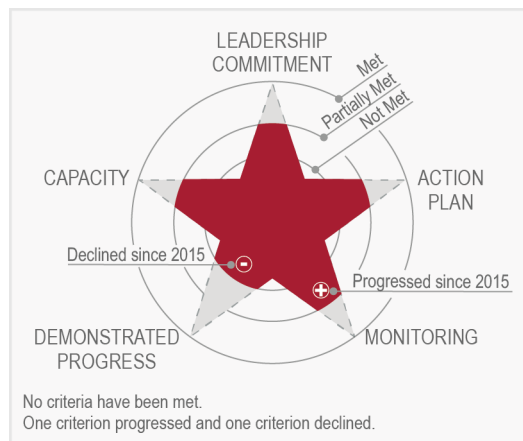 LEADERSHIP
COMMITMENT
Met
Partially Met
Not Met
CAPACITY
ACTION
PLAN
Declined since 2015
-
+
Progressed since 2015
DEMONSTRATED
PROGRESS
MONITORING
No criteria have been met.
One criterion progressed and one criterion declined.